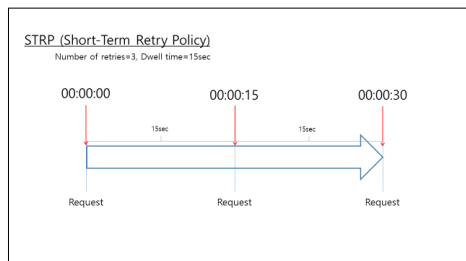 STRP (Short-Term Retry Policy)
Number of retries=3, Dwell time=15sec
00:00:00 00:00:15 00:00:30
15sec 15sec
Request Request Request